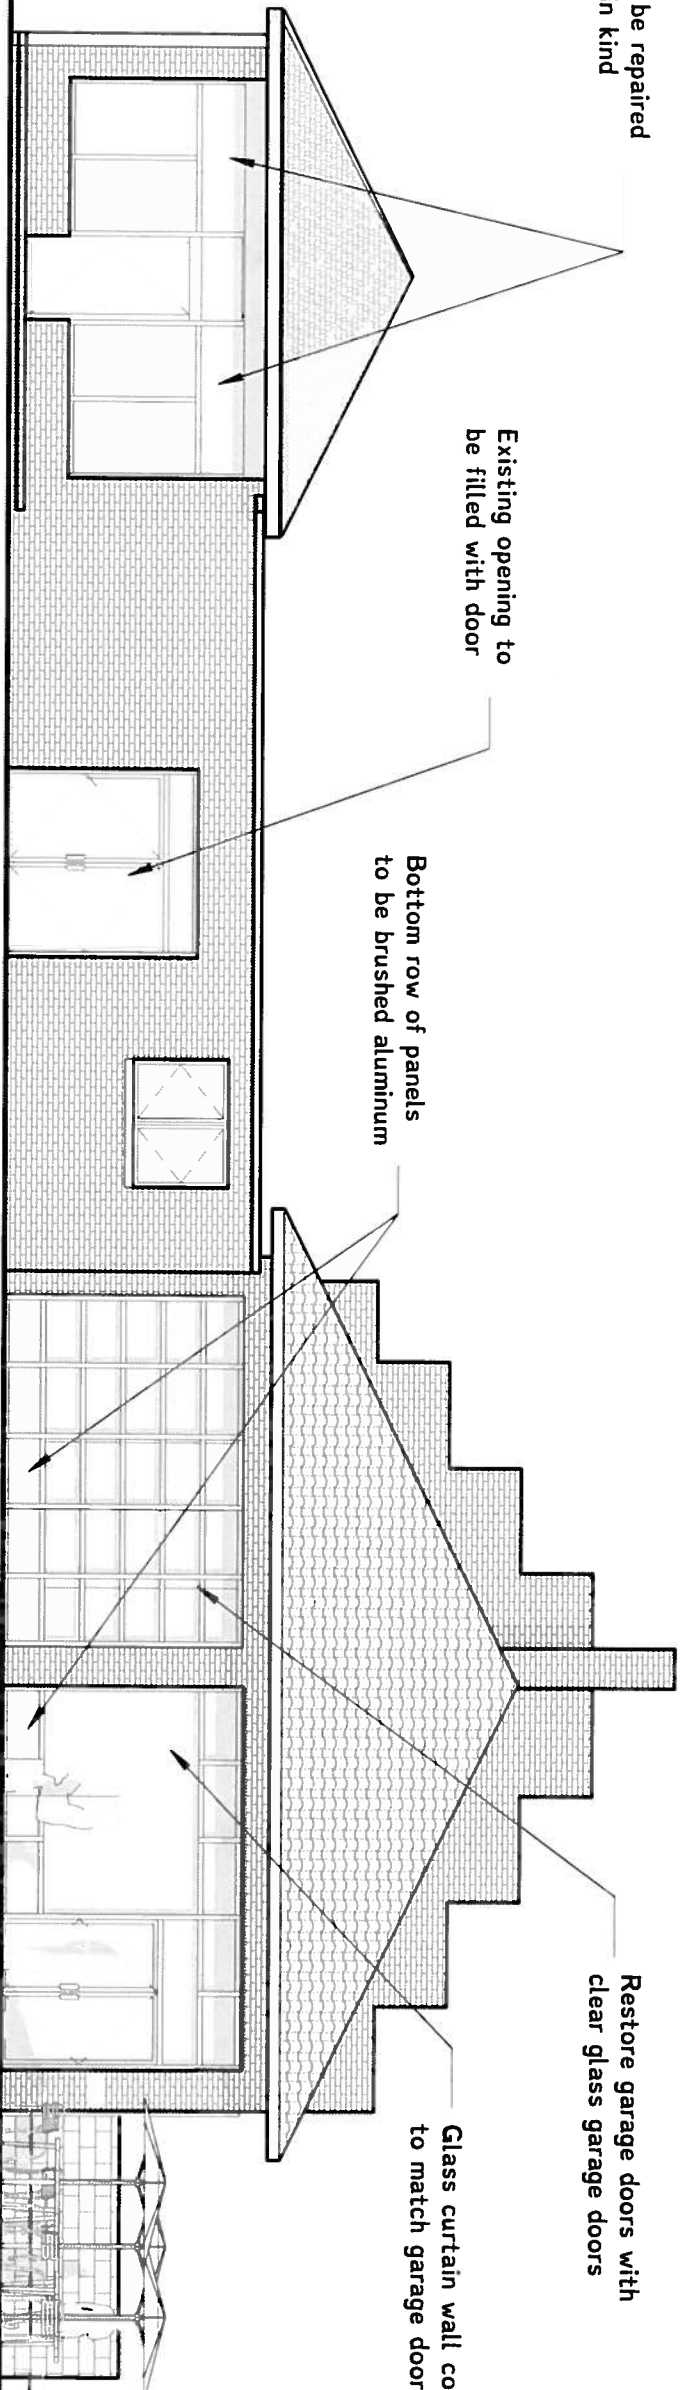 be repaired
in kind
Existing opening to
be filled with door
Bottom row of panels
to be brushed aluminum
Restore garage doors with
clear glass garage doors
Glass curtain wall co
to match garage door